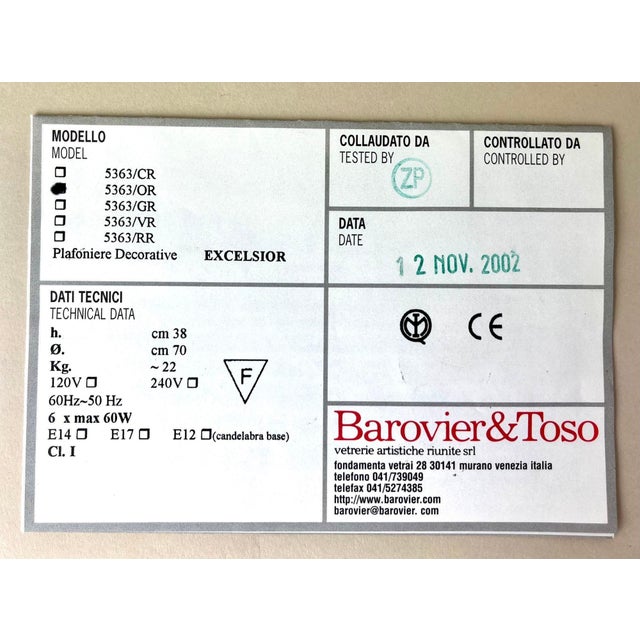 MODELLO
MODEL
5363/CR
5363/OR
5363/GR
5363/VR
5363/RR
Plafoniere Decorative EXCELSIOR
COLLAUDATO DA
TESTED BY
ZP
CONTROLLATO DA
CONTROLLED BY
DATA
DATE
12 NOV. 2002
DATI TECNICI
TECHNICAL DATA
h. cm 38
Ø. cm 70
Kg. ~ 22
120V 240V
60Hz~50 Hz
6 x max 60W
E14 E17 E12 (candelabra base)
Cl. I
F
CE
Barovier&Toso
vetrerie artistiche riunite srl
fondamenta vetrai 28 30141 murano venezia italia
telefono 041/739049
telefax 041/5274385
http://www.barovier.com
barovier@barovier. com